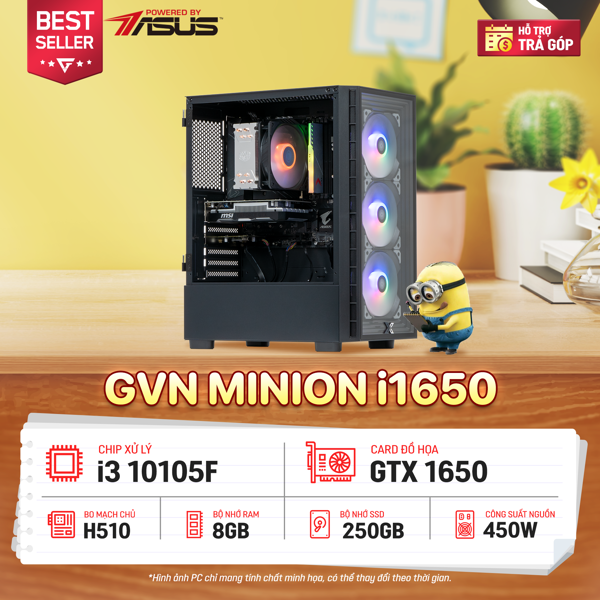 BEST
SELLER
POWERED BY
ASUS
HỖ TRỢ
TRẢ GÓP
msi
GVN MINION i1650
CHIP XỬ LÝ
i3 10105F
CARD ĐỒ HỌA
GTX 1650
BO MẠCH CHỦ
H510
BỘ NHỚ RAM
8GB
BỘ NHỚ SSD
250GB
CÔNG SUẤT NGUỒN
450W
*Hình ảnh PC chỉ mang tính chất minh họa, có thể thay đổi theo thời gian.